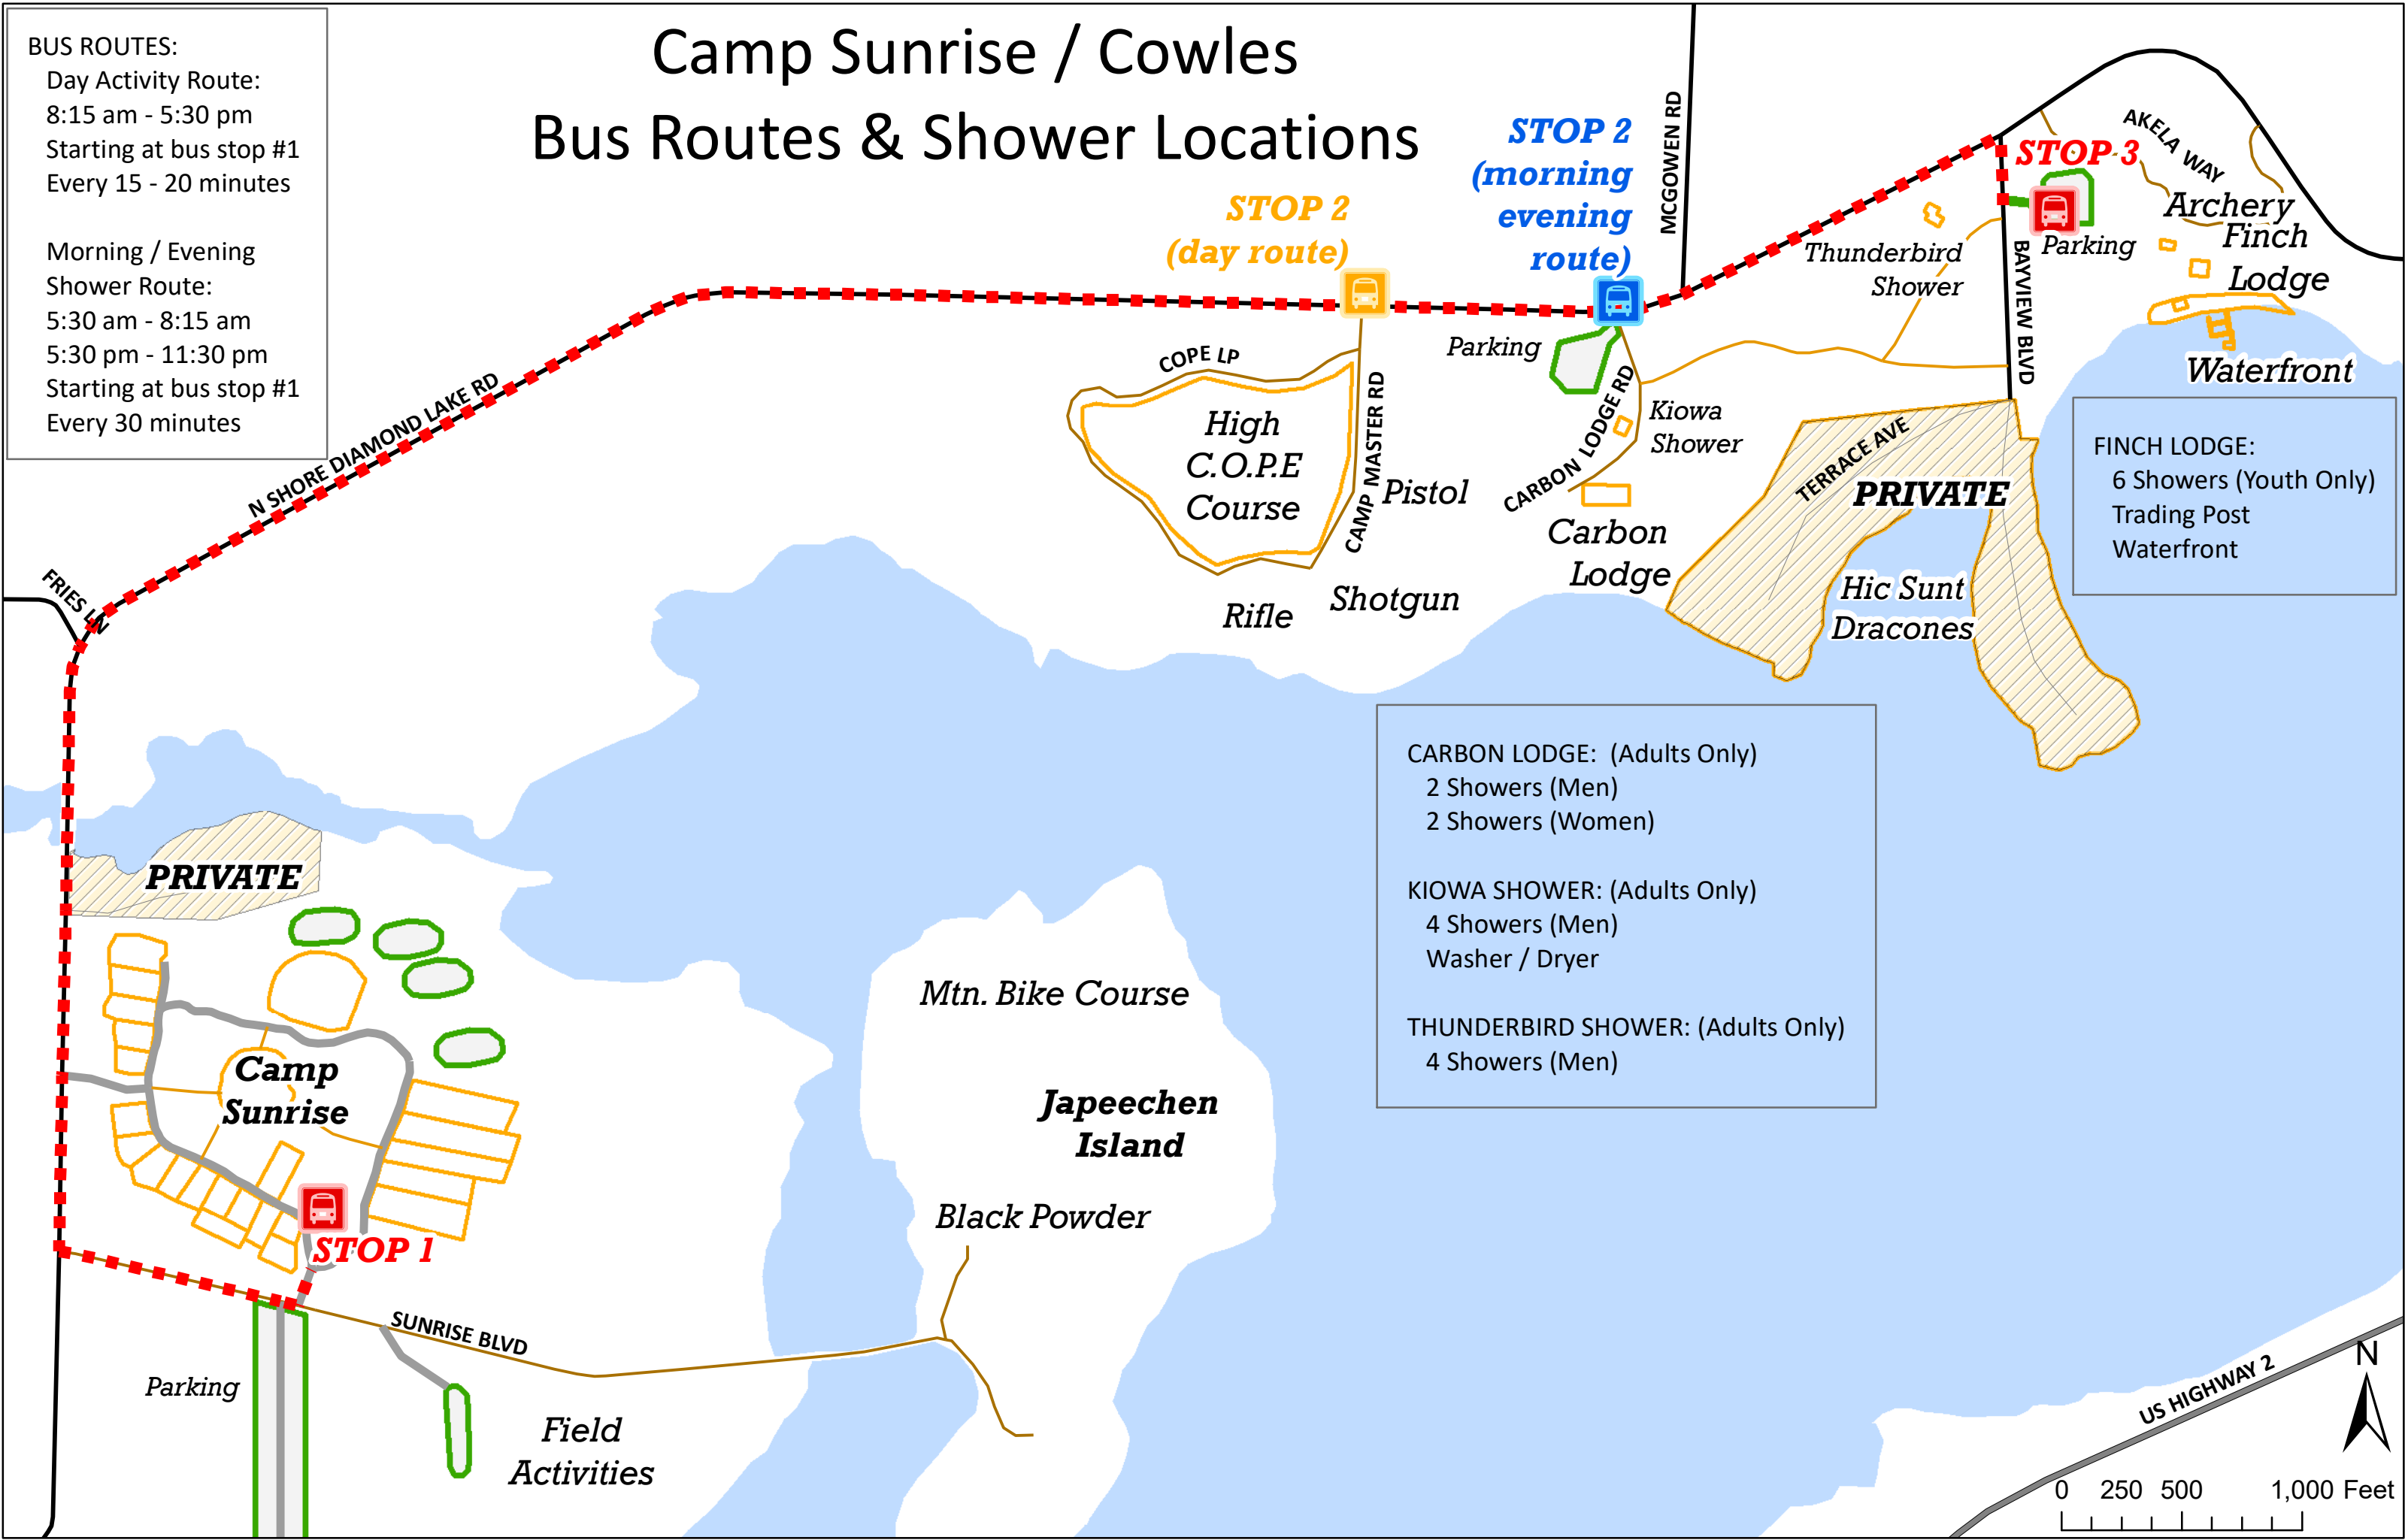 Camp Sunrise / Cowles
Bus Routes & Shower Locations
BUS ROUTES:
Day Activity Route:
8:15 am - 5:30 pm
Starting at bus stop #1
Every 15 - 20 minutes
Morning / Evening
Shower Route:
5:30 am - 8:15 am
5:30 pm - 11:30 pm
Starting at bus stop #1
Every 30 minutes
STOP 2
(day route)
STOP 2
(morning
evening
route)
MCGOWEN RD
STOP 3
AKELA WAY
Archery
Finch
Lodge
Parking
Thunderbird
Shower
BAYVIEW BLVD
Waterfront
Parking
COPE LP
High
C.O.P.E
Course
CAMP MASTER RD
Pistol
CARBON LODGE RD
Kiowa
Shower
Carbon
Lodge
Rifle
Shotgun
TERRACE AVE
PRIVATE
Hic Sunt
Dracones
FINCH LODGE:
6 Showers (Youth Only)
Trading Post
Waterfront
N SHORE DIAMOND LAKE RD
FRIES LN
CARBON LODGE: (Adults Only)
2 Showers (Men)
2 Showers (Women)
KIOWA SHOWER: (Adults Only)
4 Showers (Men)
Washer / Dryer
THUNDERBIRD SHOWER: (Adults Only)
4 Showers (Men)
PRIVATE
Camp
Sunrise
STOP 1
Mtn. Bike Course
Japeechen
Island
Black Powder
SUNRISE BLVD
Parking
Field
Activities
US HIGHWAY 2
N
0 250 500 1,000 Feet